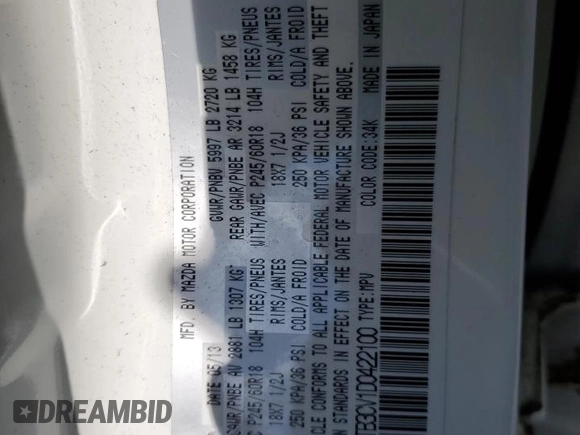 MFD. BY MAZDA MOTOR CORPORATION
DATE 05/13 GVWR/PNBV 5997 LB 2720 KG
GAWR/PNBE AV 2881 LB 1307 KG REAR GAWR/PNBE AR 3214 LB 1458 KG
P245/60R18 104H TIRES/PNEUS WITH/AVEC P245/60R18 104H TIRES/PNEUS
18X7 1/2J RIMS/JANTES 18X7 1/2J RIMS/JANTES
250 KPA/36 PSI COLD/A FROID 250 KPA/36 PSI COLD/A FROID
CONFORMS TO ALL APPLICABLE FEDERAL MOTOR VEHICLE SAFETY AND THEFT
STANDARDS IN EFFECT ON THE DATE OF MANUFACTURE SHOWN ABOVE.
TB3CV1D0422100 TYPE:MPV COLOR CODE:34K MADE IN JAPAN
DREAMBID